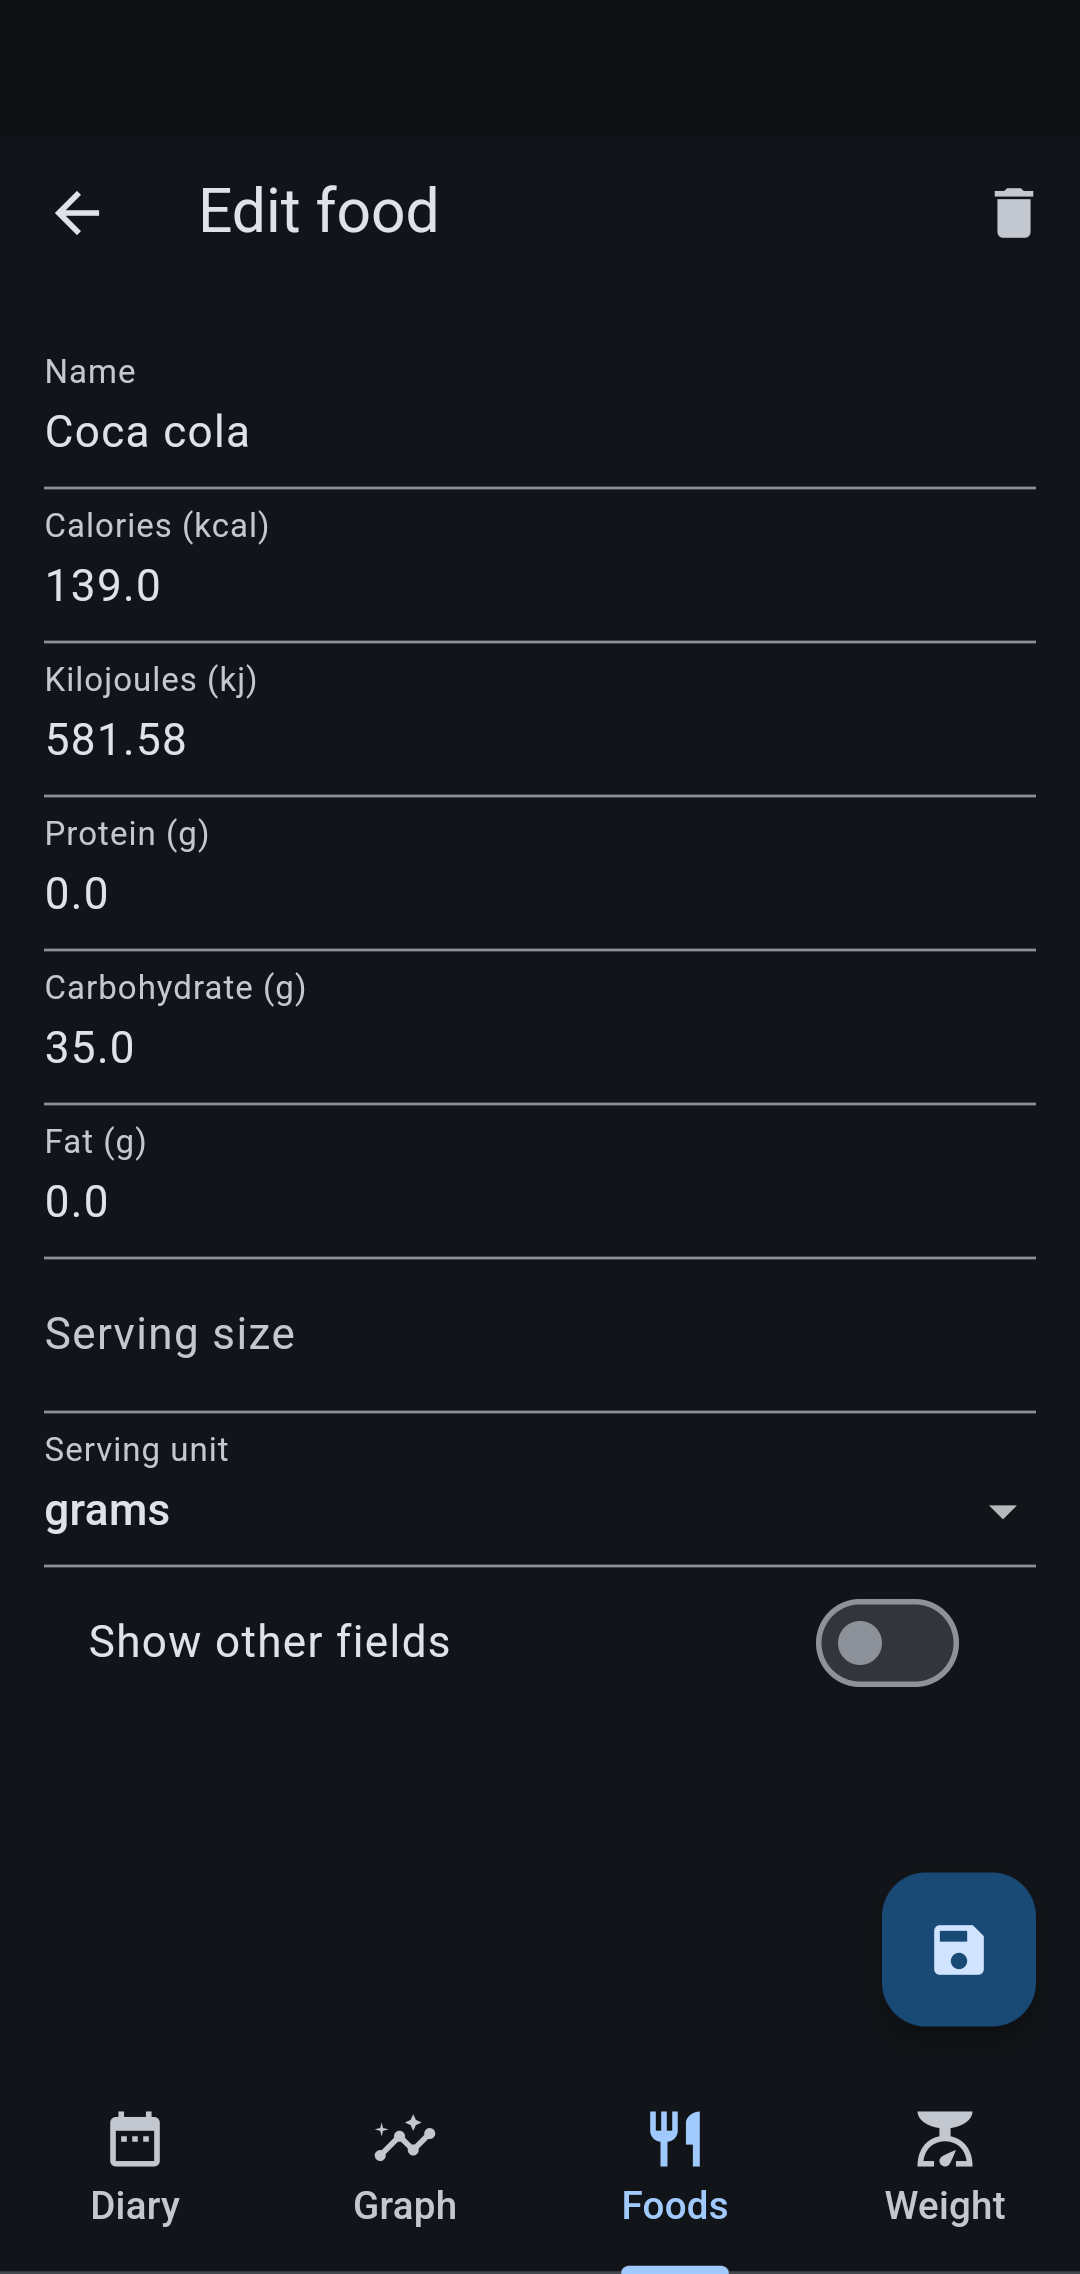 Edit food
Name
Coca cola
Calories (kcal)
139.0
Kilojoules (kj)
581.58
Protein (g)
0.0
Carbohydrate (g)
35.0
Fat (g)
0.0
Serving size
Serving unit
grams
Show other fields
Diary Graph Foods Weight